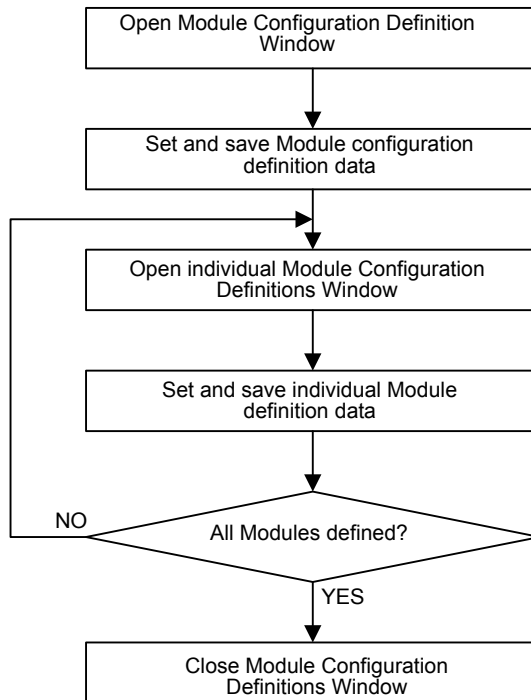 Open Module Configuration Definition
Window
Set and save Module configuration
definition data
Open individual Module Configuration
Definitions Window
Set and save individual Module
definition data
All Modules defined?
NO
YES
Close Module Configuration
Definitions Window